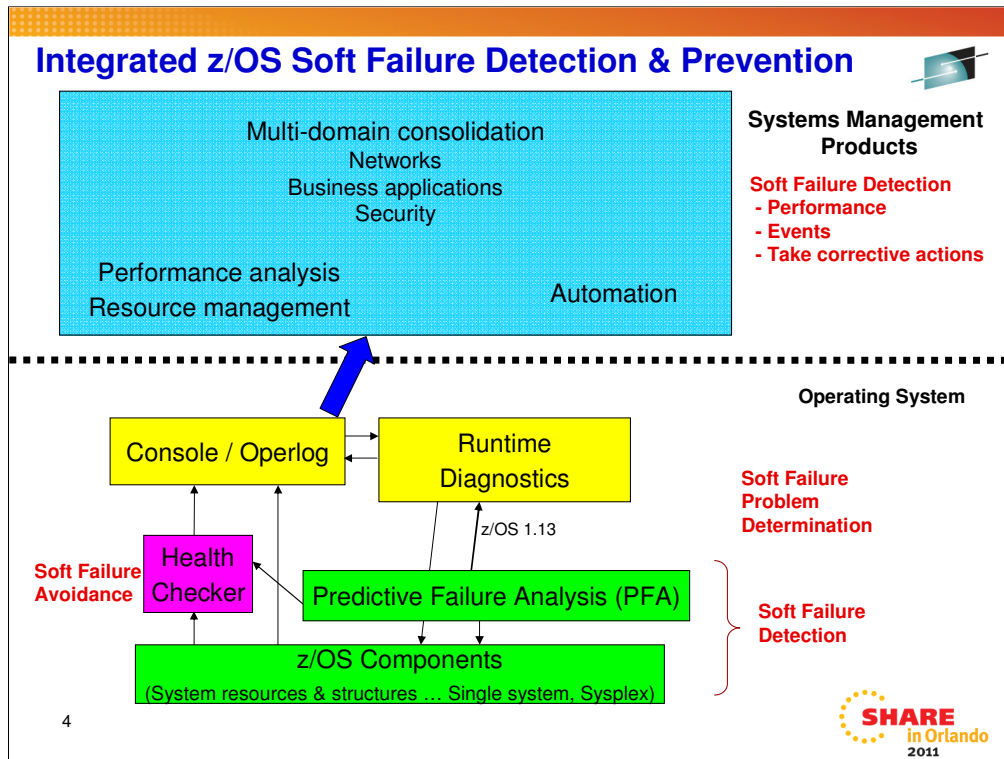 Integrated z/OS Soft Failure Detection & Prevention
Multi-domain consolidation
Networks
Business applications
Security
Performance analysis
Resource management
Automation
Systems Management
Products
Soft Failure Detection
- Performance
- Events
- Take corrective actions
Operating System
Console / Operlog
Runtime
Diagnostics
Soft Failure
Problem
Determination
z/OS 1.13
Soft Failure
Avoidance
Health
Checker
Predictive Failure Analysis (PFA)
Soft Failure
Detection
z/OS Components
(System resources & structures … Single system, Sysplex)
4
SHARE
in Orlando
2011